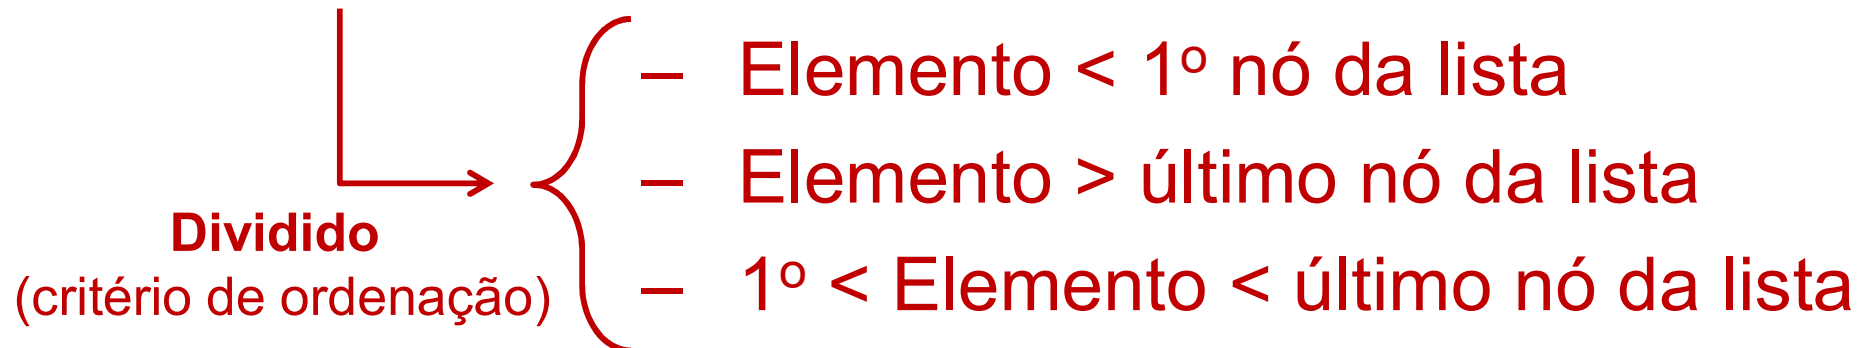 – Elemento < 1º nó da lista
– Elemento > último nó da lista
Dividido
(critério de ordenação)
– 1º < Elemento < último nó da lista